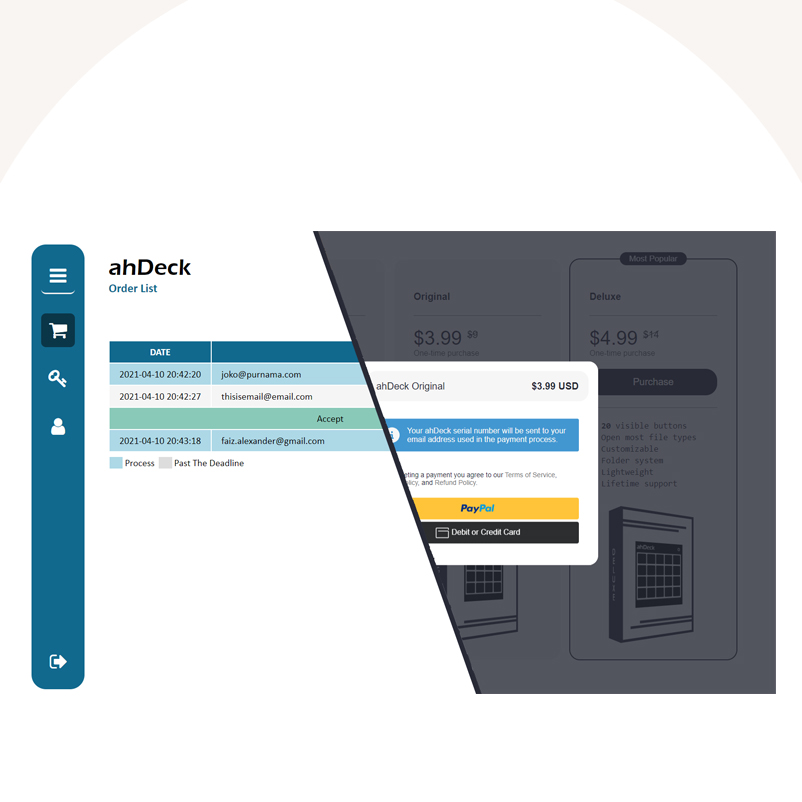 ahDeck
Order List
DATE
2021-04-10 20:42:20 joko@purnama.com
2021-04-10 20:42:27 thisisemail@email.com
Accept
2021-04-10 20:43:18 faiz.alexander@gmail.com
Process Past The Deadline
Original
$3.99 $9
One-time purchase
Most Popular
Deluxe
$4.99 $14
One-time purchase
Purchase
20 visible buttons
Open most file types
Customizable
Folder system
Lightweight
Lifetime support
ahDeck
ahDeck Original $3.99 USD
Your ahDeck serial number will be sent to your
email address used in the payment process.
a payment you agree to our Terms of Service,
and Refund Policy.
PayPal
Debit or Credit Card